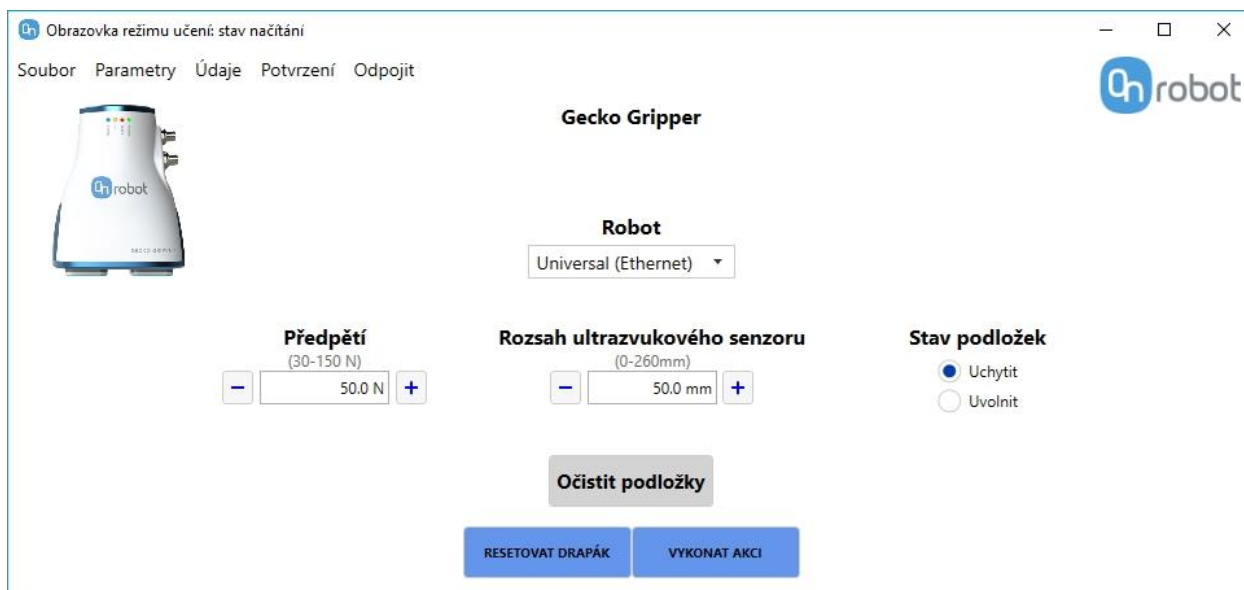 Obrazovka režimu učení: stav načítání
Soubor Parametry Údaje Potvrzení Odpojit
On robot
Gecko Gripper
On robot
Robot
Universal (Ethernet)
Předpětí Rozsah ultrazvukového senzoru Stav podložek
(30-150 N) (0-260mm)
− 50.0 N + − 50.0 mm + Uchytit
Uvolnit
Očistit podložky
RESETOVAT DRAPÁK VYKONAT AKCI